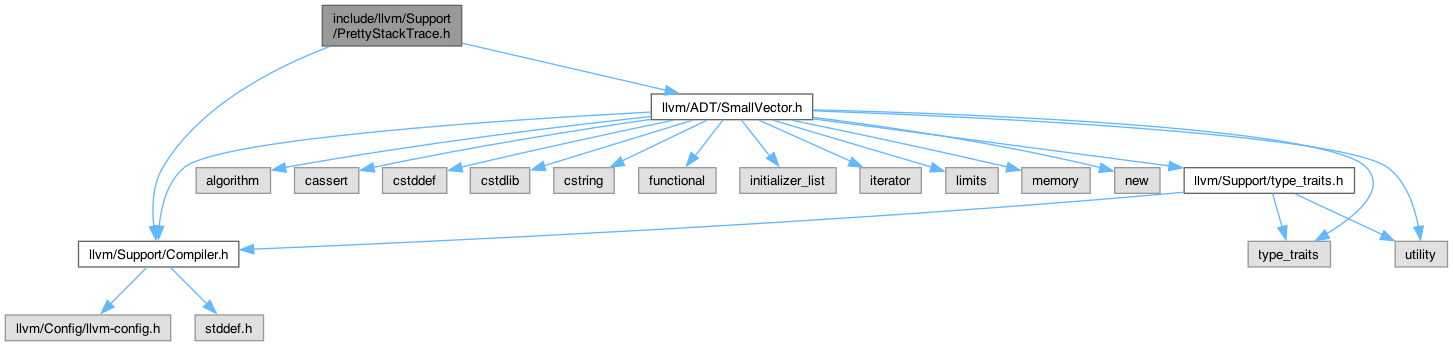 include/llvm/Support
/PrettyStackTrace.h
llvm/ADT/SmallVector.h
algorithm
cassert
cstddef
cstdlib
cstring
functional
initializer_list
iterator
limits
memory
new
llvm/Support/type_traits.h
llvm/Support/Compiler.h
type_traits
utility
llvm/Config/llvm-config.h
stddef.h